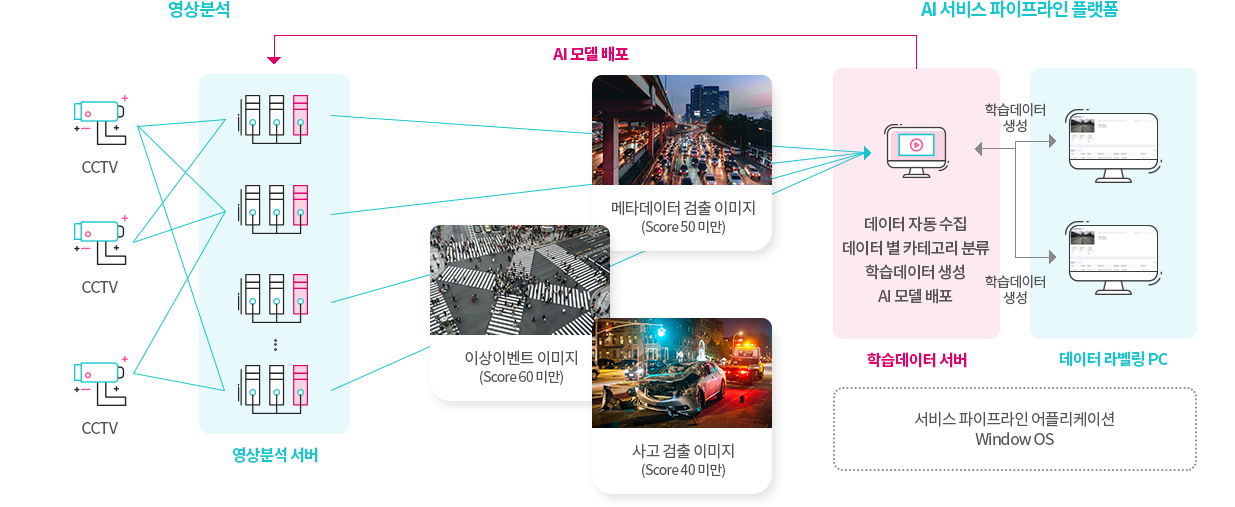 영상분석
AI 서비스 파이프라인 플랫폼
AI 모델 배포
CCTV
CCTV
CCTV
영상분석 서버
메타데이터 검출 이미지
(Score 50 미만)
이상이벤트 이미지
(Score 60 미만)
사고 검출 이미지
(Score 40 미만)
데이터 자동 수집
데이터 별 카테고리 분류
학습데이터 생성
AI 모델 배포
학습데이터 서버
학습데이터
생성
학습데이터
생성
데이터 라벨링 PC
서비스 파이프라인 어플리케이션
Window OS